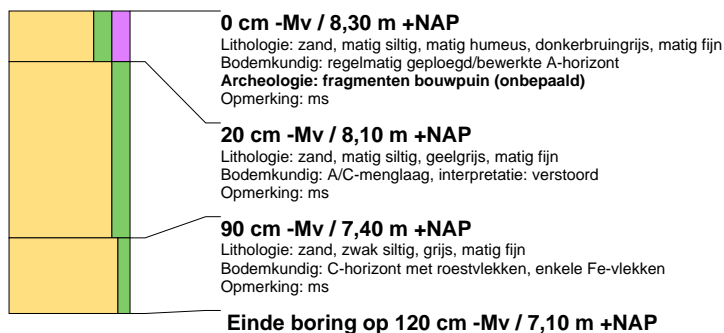 0 cm -Mv / 8,30 m +NAP
Lithologie: zand, matig siltig, matig humeus, donkerbruingrijs, matig fijn
Bodemkundig: regelmatig geploegd/bewerkte A-horizont
Archeologie: fragmenten bouwpuin (onbepaald)
Opmerking: ms
20 cm -Mv / 8,10 m +NAP
Lithologie: zand, matig siltig, geelgrijs, matig fijn
Bodemkundig: A/C-menglaag, interpretatie: verstoord
Opmerking: ms
90 cm -Mv / 7,40 m +NAP
Lithologie: zand, zwak siltig, grijs, matig fijn
Bodemkundig: C-horizont met roestvlekken, enkele Fe-vlekken
Opmerking: ms
Einde boring op 120 cm -Mv / 7,10 m +NAP